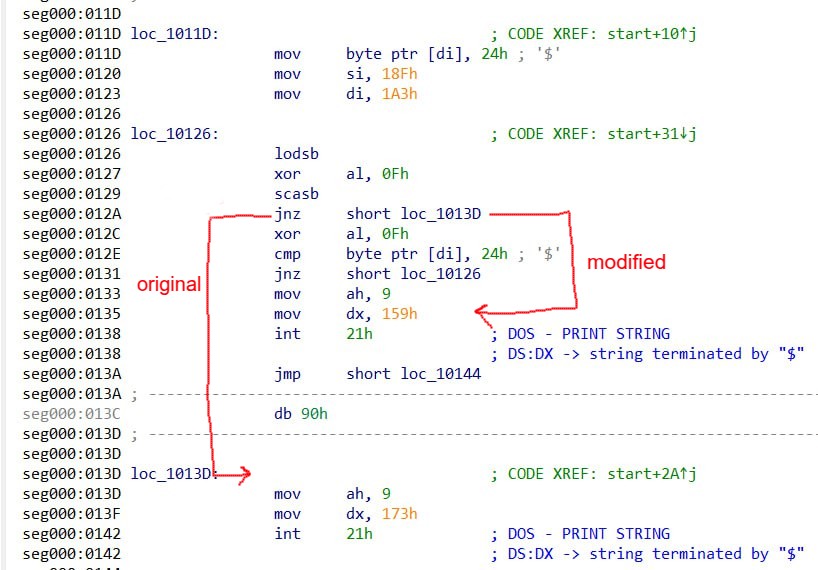 seg000:011D
seg000:011D loc_1011D: ; CODE XREF: start+10↑j
seg000:011D mov byte ptr [di], 24h ; '$'
seg000:0120 mov si, 18Fh
seg000:0123 mov di, 1A3h
seg000:0126
seg000:0126 loc_10126: ; CODE XREF: start+31↓j
seg000:0126 lodsb
seg000:0127 xor al, 0Fh
seg000:0129 scasb
seg000:012A jnz short loc_1013D
seg000:012C xor al, 0Fh
seg000:012E cmp byte ptr [di], 24h ; '$'
modified
seg000:0131 jnz short loc_10126
original
seg000:0133 mov ah, 9
seg000:0135 mov dx, 159h
seg000:0138 int 21h ; DOS - PRINT STRING
seg000:0138 ; DS:DX -> string terminated by "$"
seg000:013A jmp short loc_10144
seg000:013A ; ---------------------------------------------------------------------------
seg000:013C db 90h
seg000:013D ; ---------------------------------------------------------------------------
seg000:013D
seg000:013D loc_1013D: ; CODE XREF: start+2A↑j
seg000:013D mov ah, 9
seg000:013F mov dx, 173h
seg000:0142 int 21h ; DOS - PRINT STRING
seg000:0142 ; DS:DX -> string terminated by "$"